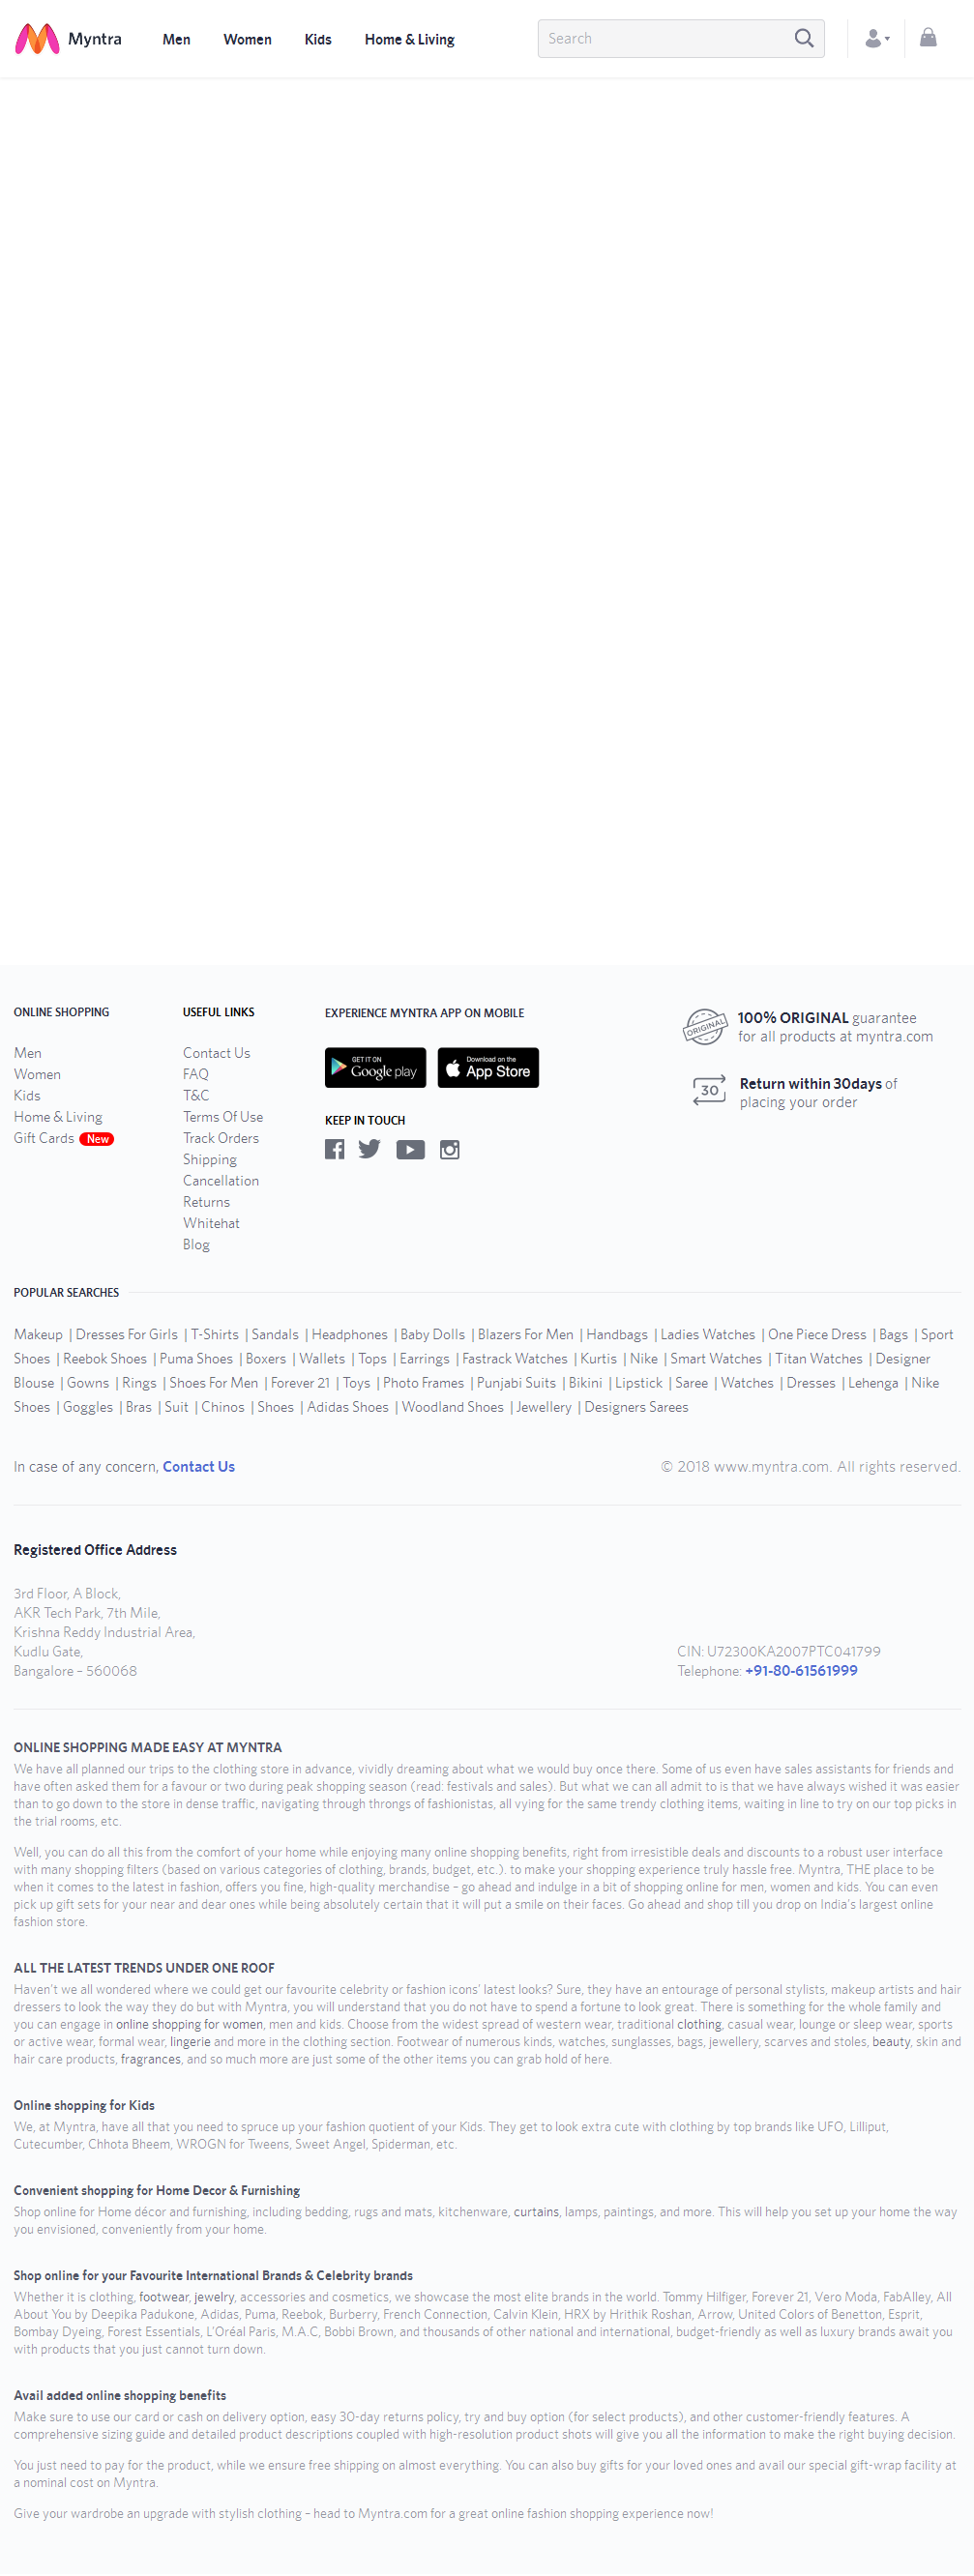 Myntra Men Women Kids Home & Living Search
ONLINE SHOPPING
Men
Women
Kids
Home & Living
Gift Cards New
USEFUL LINKS
Contact Us
FAQ
T&C
Terms Of Use
Track Orders
Shipping
Cancellation
Returns
Whitehat
Blog
EXPERIENCE MYNTRA APP ON MOBILE
GET IT ON
Google play
Download on the
App Store
KEEP IN TOUCH
ORIGINAL
100% ORIGINAL guarantee
for all products at myntra.com
30
Return within 30days of
placing your order
POPULAR SEARCHES
Makeup | Dresses For Girls | T-Shirts | Sandals | Headphones | Baby Dolls | Blazers For Men | Handbags | Ladies Watches | One Piece Dress | Bags | Sport
Shoes | Reebok Shoes | Puma Shoes | Boxers | Wallets | Tops | Earrings | Fastrack Watches | Kurtis | Nike | Smart Watches | Titan Watches | Designer
Blouse | Gowns | Rings | Shoes For Men | Forever 21 | Toys | Photo Frames | Punjabi Suits | Bikini | Lipstick | Saree | Watches | Dresses | Lehenga | Nike
Shoes | Goggles | Bras | Suit | Chinos | Shoes | Adidas Shoes | Woodland Shoes | Jewellery | Designers Sarees
In case of any concern, Contact Us
© 2018 www.myntra.com. All rights reserved.
Registered Office Address
3rd Floor, A Block,
AKR Tech Park, 7th Mile,
Krishna Reddy Industrial Area,
Kudlu Gate,
Bangalore – 560068
CIN: U72300KA2007PTC041799
Telephone: +91-80-61561999
ONLINE SHOPPING MADE EASY AT MYNTRA
We have all planned our trips to the clothing store in advance, vividly dreaming about what we would buy once there. Some of us even have sales assistants for friends and
have often asked them for a favour or two during peak shopping season (read: festivals and sales). But what we can all admit to is that we have always wished it was easier
than to go down to the store in dense traffic, navigating through throngs of fashionistas, all vying for the same trendy clothing items, waiting in line to try on our top picks in
the trial rooms, etc.
Well, you can do all this from the comfort of your home while enjoying many online shopping benefits, right from irresistible deals and discounts to a robust user interface
with many shopping filters (based on various categories of clothing, brands, budget, etc.). to make your shopping experience truly hassle free. Myntra, THE place to be
when it comes to the latest in fashion, offers you fine, high-quality merchandise – go ahead and indulge in a bit of shopping online for men, women and kids. You can even
pick up gift sets for your near and dear ones while being absolutely certain that it will put a smile on their faces. Go ahead and shop till you drop on India's largest online
fashion store.
ALL THE LATEST TRENDS UNDER ONE ROOF
Haven't we all wondered where we could get our favourite celebrity or fashion icons' latest looks? Sure, they have an entourage of personal stylists, makeup artists and hair
dressers to look the way they do but with Myntra, you will understand that you do not have to spend a fortune to look great. There is something for the whole family and
you can engage in online shopping for women, men and kids. Choose from the widest spread of western wear, traditional clothing, casual wear, lounge or sleep wear, sports
or active wear, formal wear, lingerie and more in the clothing section. Footwear of numerous kinds, watches, sunglasses, bags, jewellery, scarves and stoles, beauty, skin and
hair care products, fragrances, and so much more are just some of the other items you can grab hold of here.
Online shopping for Kids
We, at Myntra, have all that you need to spruce up your fashion quotient of your Kids. They get to look extra cute with clothing by top brands like UFO, Lilliput,
Cutecumber, Chhota Bheem, WROGN for Tweens, Sweet Angel, Spiderman, etc.
Convenient shopping for Home Decor & Furnishing
Shop online for Home décor and furnishing, including bedding, rugs and mats, kitchenware, curtains, lamps, paintings, and more. This will help you set up your home the way
you envisioned, conveniently from your home.
Shop online for your Favourite International Brands & Celebrity brands
Whether it is clothing, footwear, jewelry, accessories and cosmetics, we showcase the most elite brands in the world. Tommy Hilfiger, Forever 21, Vero Moda, FabAlley, All
About You by Deepika Padukone, Adidas, Puma, Reebok, Burberry, French Connection, Calvin Klein, HRX by Hrithik Roshan, Arrow, United Colors of Benetton, Esprit,
Bombay Dyeing, Forest Essentials, L'Oréal Paris, M.A.C, Bobbi Brown, and thousands of other national and international, budget-friendly as well as luxury brands await you
with products that you just cannot turn down.
Avail added online shopping benefits
Make sure to use our card or cash on delivery option, easy 30-day returns policy, try and buy option (for select products), and other customer-friendly features. A
comprehensive sizing guide and detailed product descriptions coupled with high-resolution product shots will give you all the information to make the right buying decision.
You just need to pay for the product, while we ensure free shipping on almost everything. You can also buy gifts for your loved ones and avail our special gift-wrap facility at
a nominal cost on Myntra.
Give your wardrobe an upgrade with stylish clothing – head to Myntra.com for a great online fashion shopping experience now!